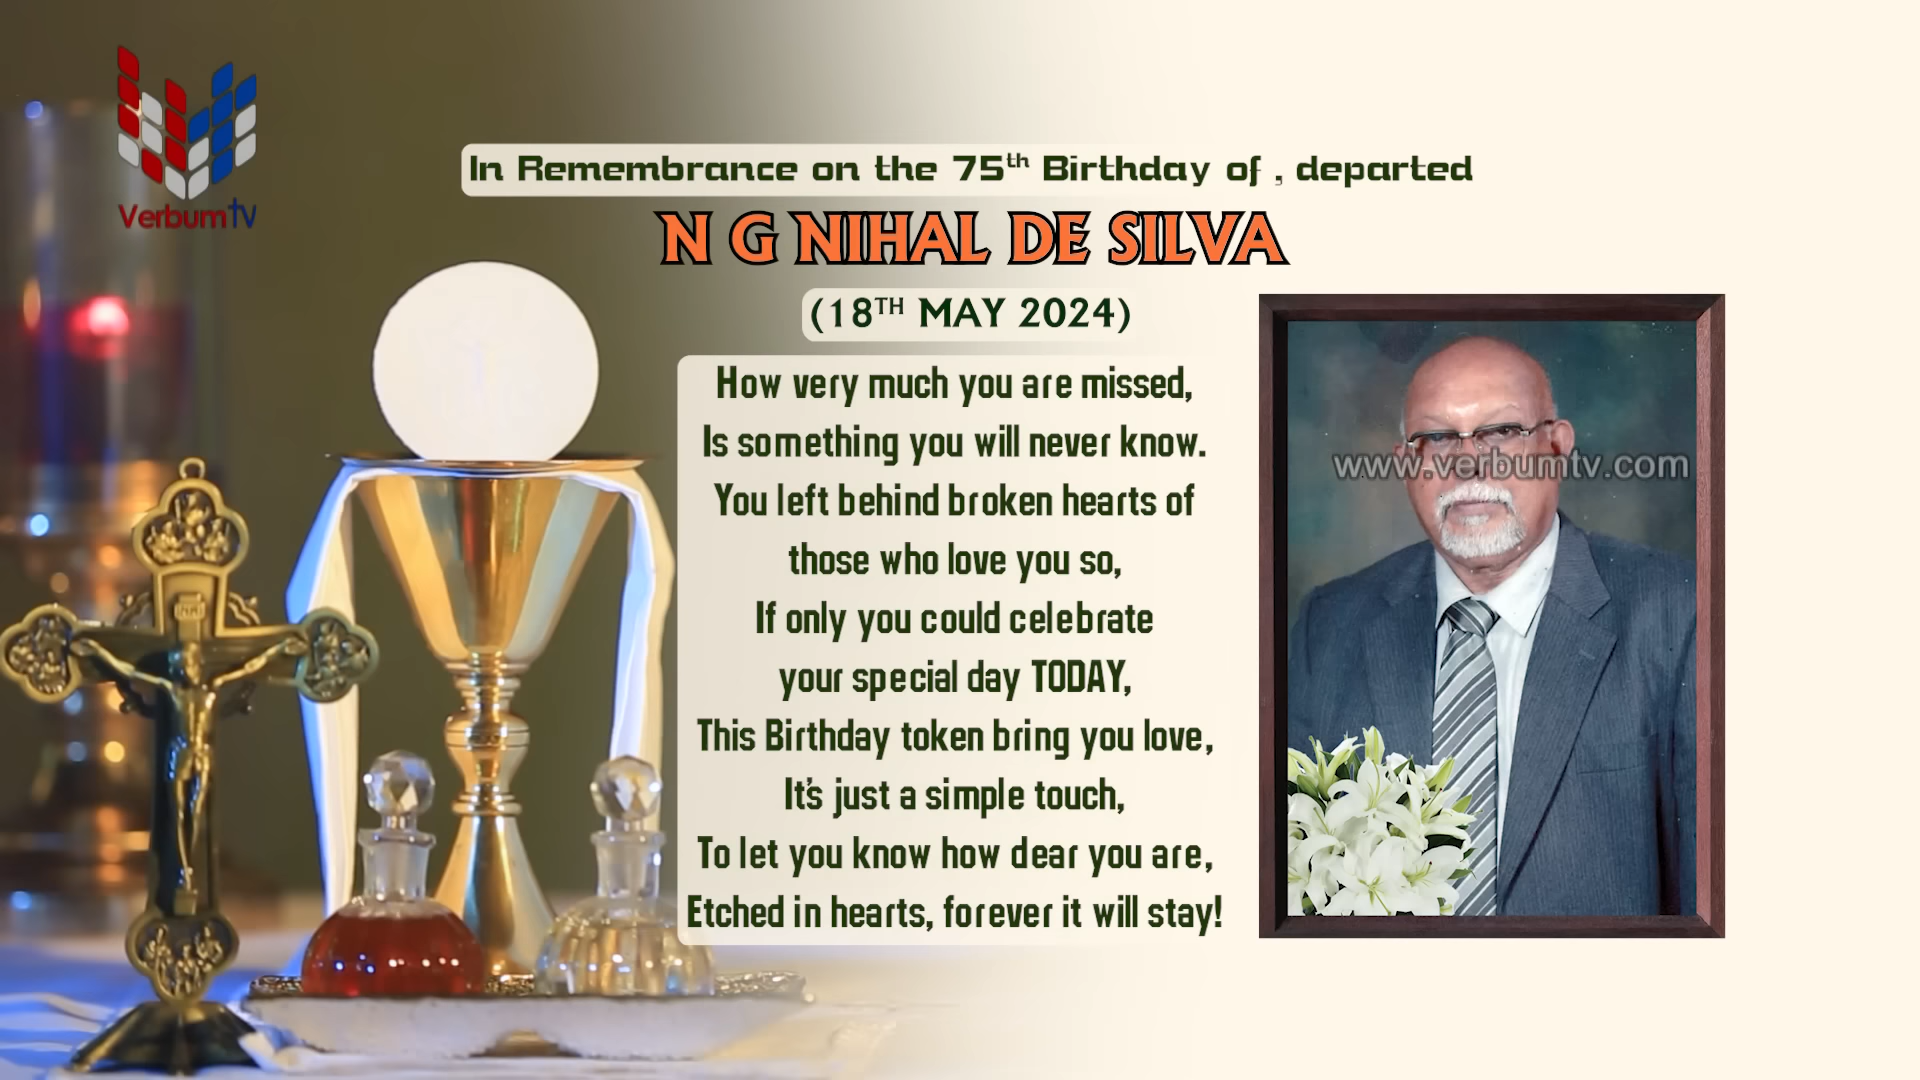 VerbumTV
In Remembrance on the 75th Birthday of , departed
N G NIHAL DE SILVA
(18TH MAY 2024)
How very much you are missed,
Is something you will never know.
You left behind broken hearts of
those who love you so,
If only you could celebrate
your special day TODAY,
This Birthday token bring you love,
It's just a simple touch,
To let you know how dear you are,
Etched in hearts, forever it will stay!
www.verbumtv.com